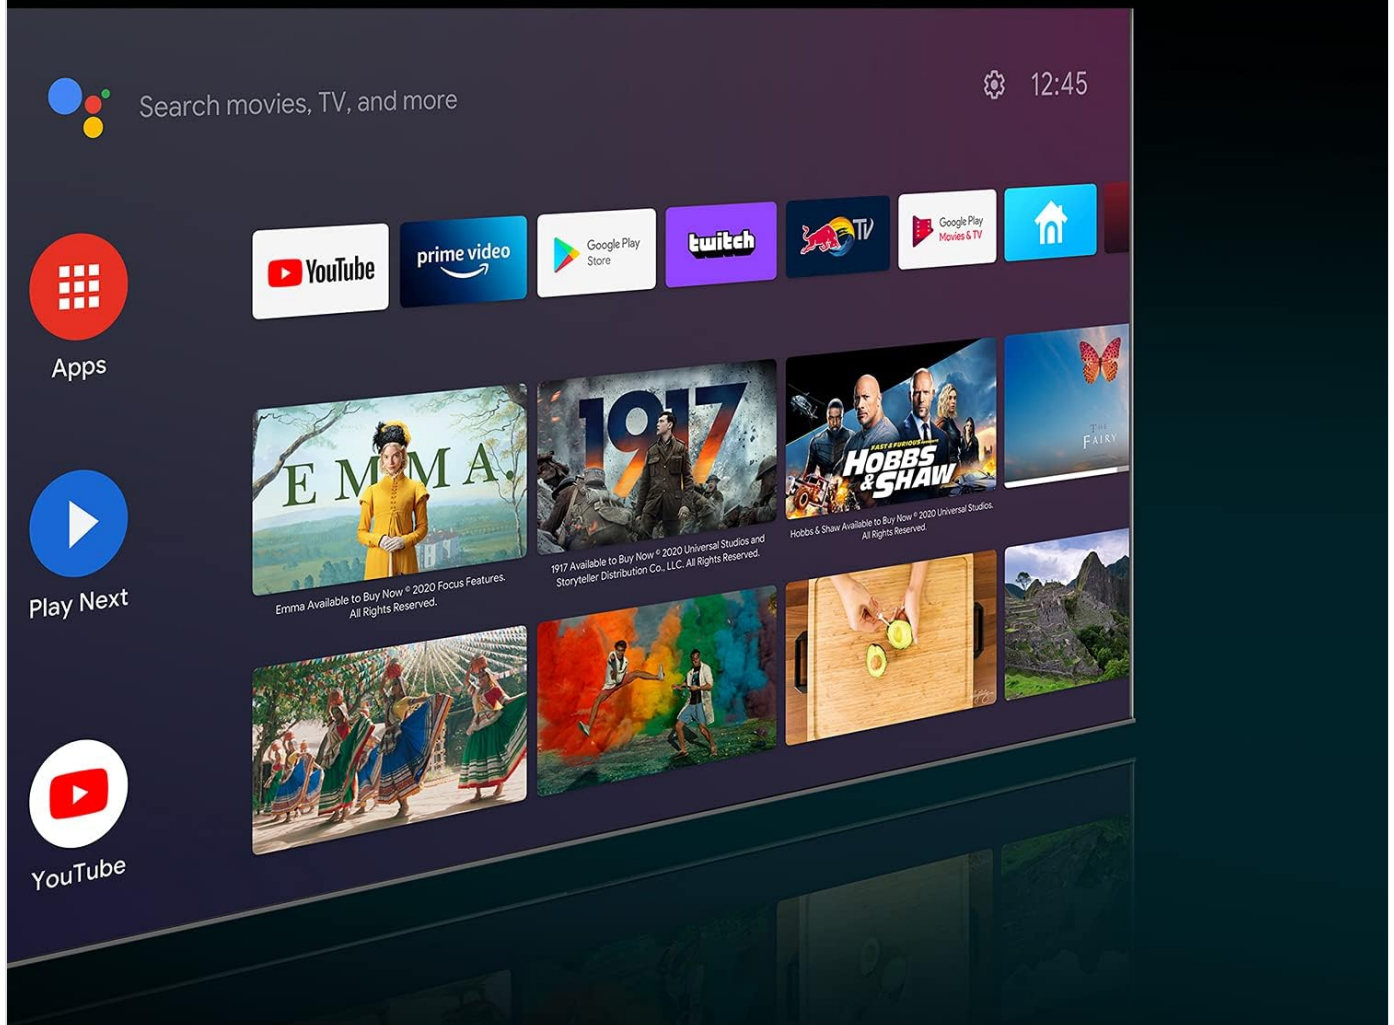 Search movies, TV, and more
12:45
YouTube
prime video
Google Play
Store
twitch
TV
Google Play
Movies & TV
Apps
EMMA.
1917
FAST & FURIOUS PRESENTS
HOBBS
& SHAW
THE
FAIRY
Emma Available to Buy Now © 2020 Focus Features.
All Rights Reserved.
1917 Available to Buy Now © 2020 Universal Studios and
Storyteller Distribution Co., LLC. All Rights Reserved.
Hobbs & Shaw Available to Buy Now © 2020 Universal Studios.
All Rights Reserved.
Play Next
YouTube